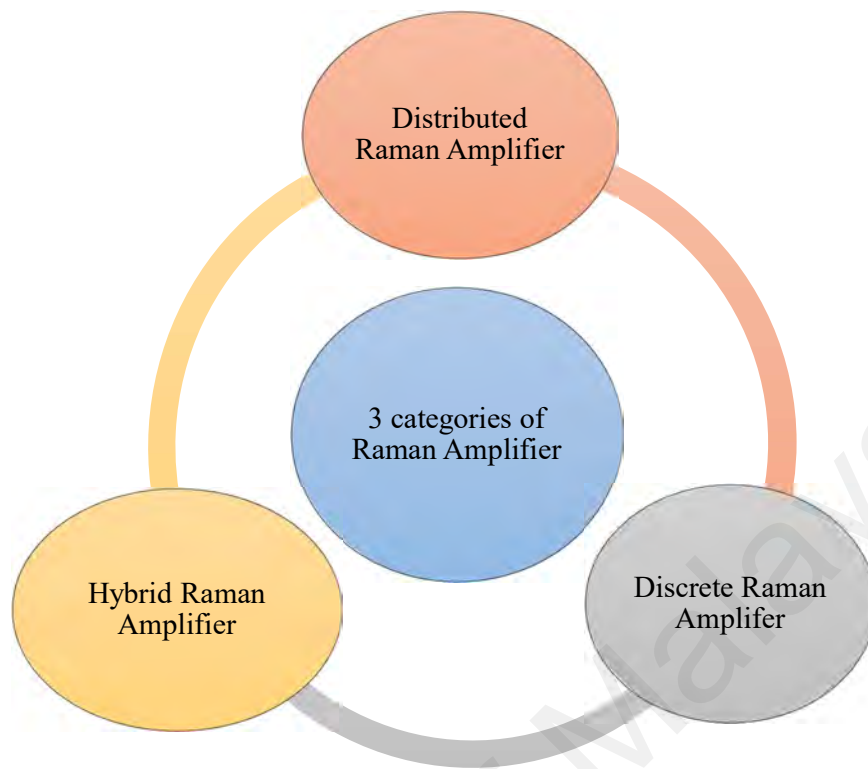 Distributed
Raman Amplifier
3 categories of
Raman Amplifier
Hybrid Raman
Amplifier
Discrete Raman
Amplifer